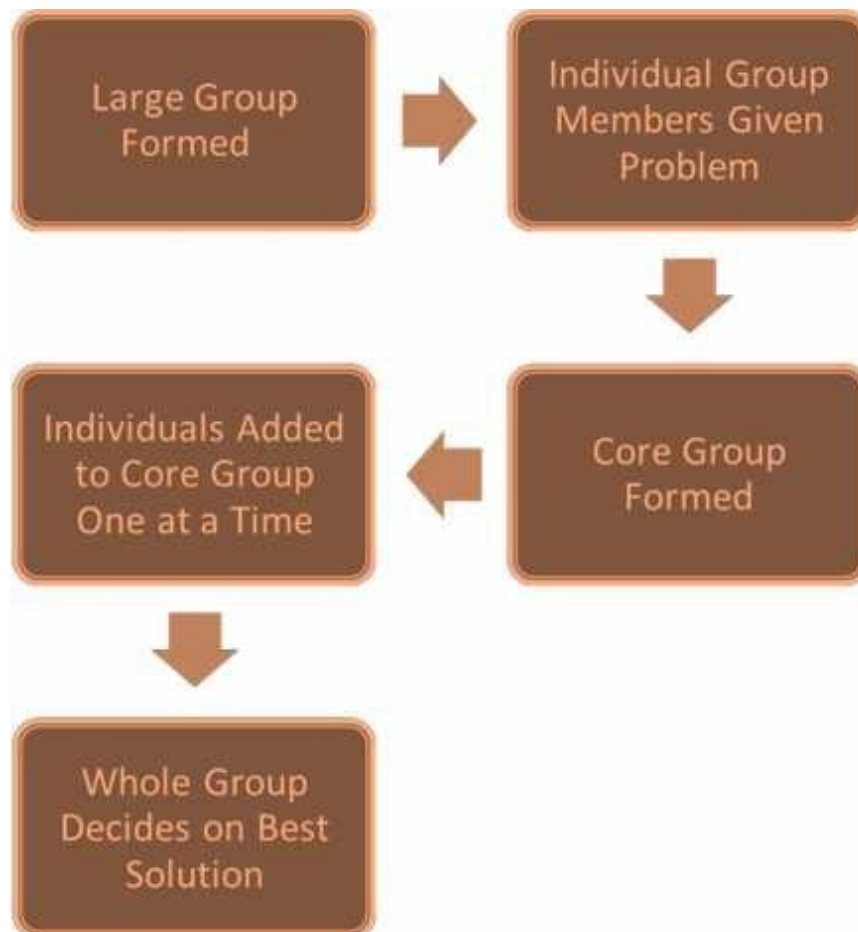 Large Group
Formed
Individual Group
Members Given
Problem
Core Group
Formed
Individuals Added
to Core Group
One at a Time
Whole Group
Decides on Best
Solution